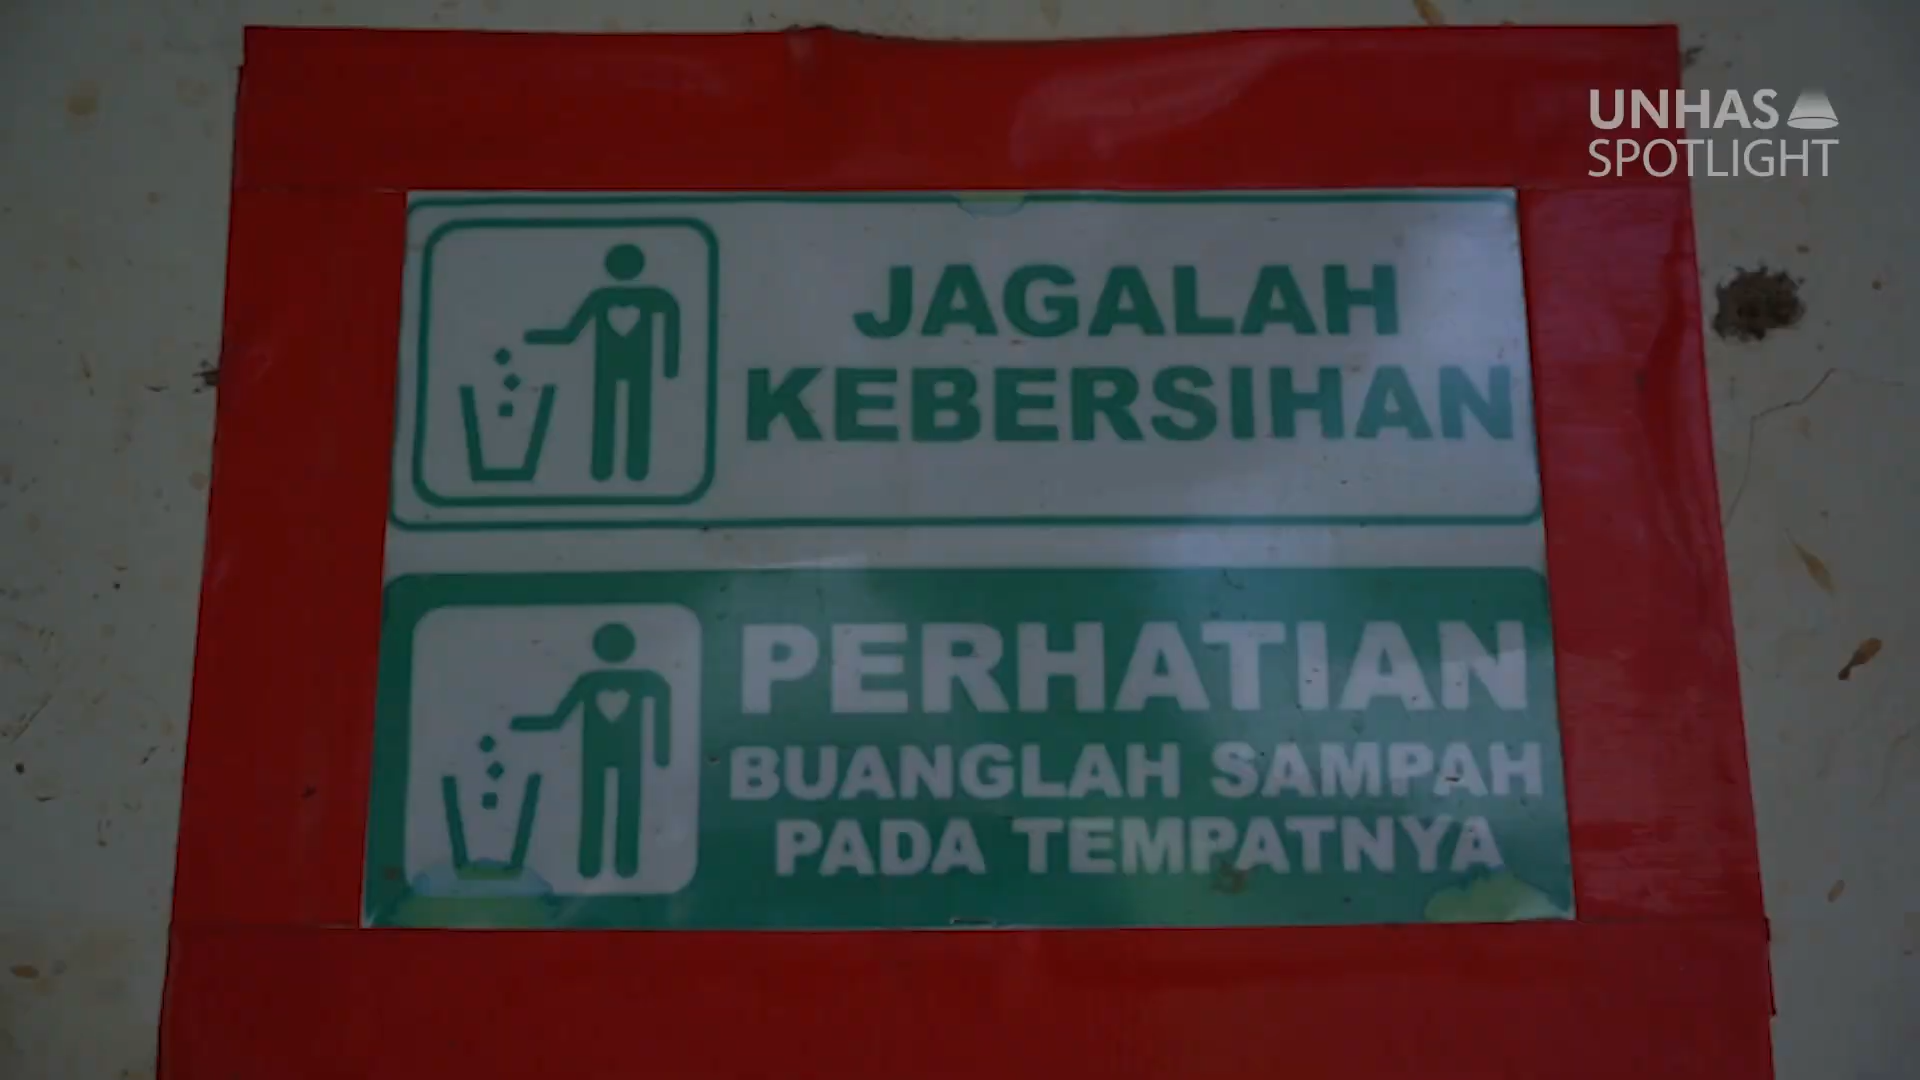 UNHAS
SPOTLIGHT
JAGALAH
KEBERSIHAN
PERHATIAN
BUANGLAH SAMPAH
PADA TEMPATNYA